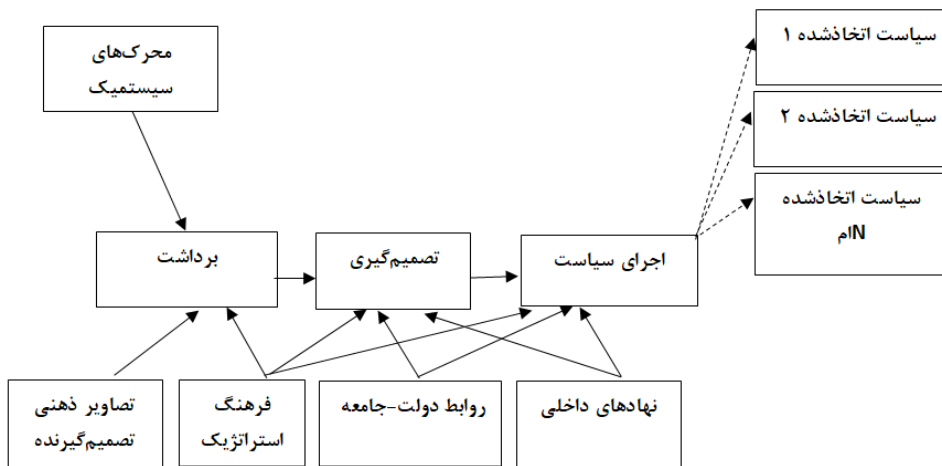 سیاست اتخاذشده ۱
محرک‌های
سیستمیک
سیاست اتخاذشده ۲
سیاست اتخاذشده
Nام
برداشت
تصمیم‌گیری
اجرای سیاست
تصاویر ذهنی
تصمیم‌گیرنده
فرهنگ
استراتژیک
روابط دولت-جامعه
نهادهای داخلی